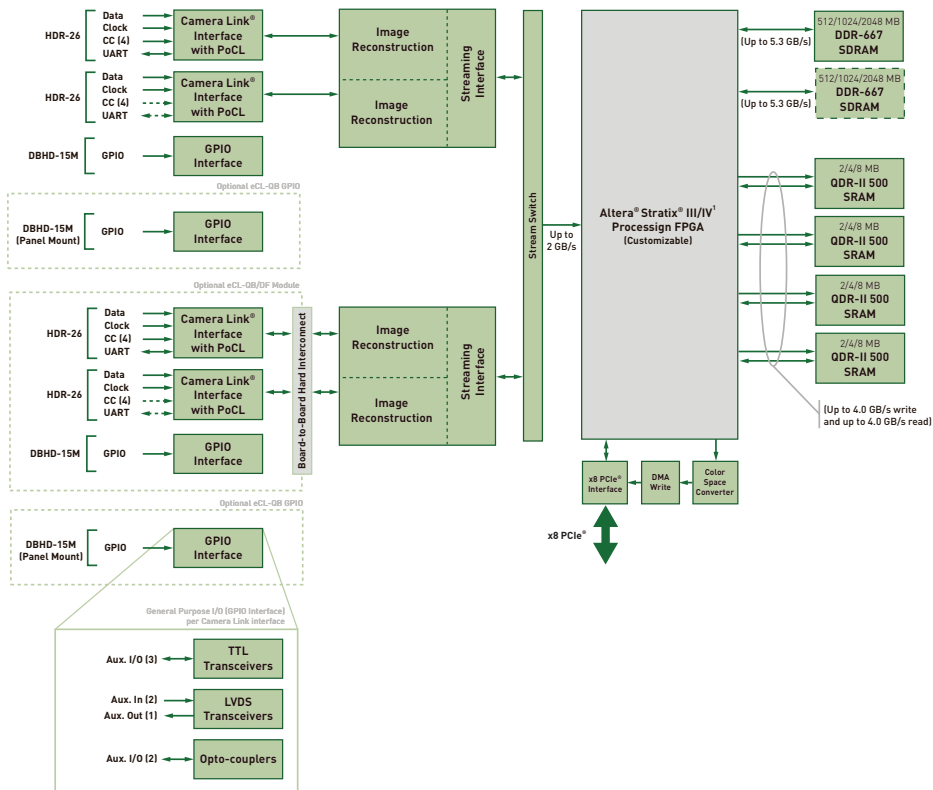 HDR-26
Data
Clock
CC (4)
UART
Camera Link®
Interface
with PoCL
HDR-26
Data
Clock
CC (4)
UART
Camera Link®
Interface
with PoCL
Image
Reconstruction
Image
Reconstruction
Streaming
Interface
DBHD-15M
GPIO
GPIO
Interface
Optional eCL-QB GPIO
DBHD-15M
(Panel Mount)
GPIO
GPIO
Interface
Optional eCL-QB/DF Module
HDR-26
Data
Clock
CC (4)
UART
Camera Link®
Interface
with PoCL
HDR-26
Data
Clock
CC (4)
UART
Camera Link®
Interface
with PoCL
DBHD-15M
GPIO
GPIO
Interface
Board-to-Board Hard Interconnect
Image
Reconstruction
Image
Reconstruction
Streaming
Interface
Stream Switch
Up to
2 GB/s
Altera® Stratix® III/IV¹
Processign FPGA
(Customizable)
(Up to 5.3 GB/s)
512/1024/2048 MB
DDR-667
SDRAM
(Up to 5.3 GB/s)
512/1024/2048 MB
DDR-667
SDRAM
2/4/8 MB
QDR-II 500
SRAM
2/4/8 MB
QDR-II 500
SRAM
2/4/8 MB
QDR-II 500
SRAM
2/4/8 MB
QDR-II 500
SRAM
(Up to 4.0 GB/s write
and up to 4.0 GB/s read)
x8 PCIe®
Interface
DMA
Write
Color
Space
Converter
x8 PCIe®
Optional eCL-QB GPIO
DBHD-15M
(Panel Mount)
GPIO
GPIO
Interface
General Purpose I/O (GPIO Interface)
per Camera Link interface
Aux. I/O (3)
TTL
Transceivers
Aux. In (2)
Aux. Out (1)
LVDS
Transceivers
Aux. I/O (2)
Opto-couplers